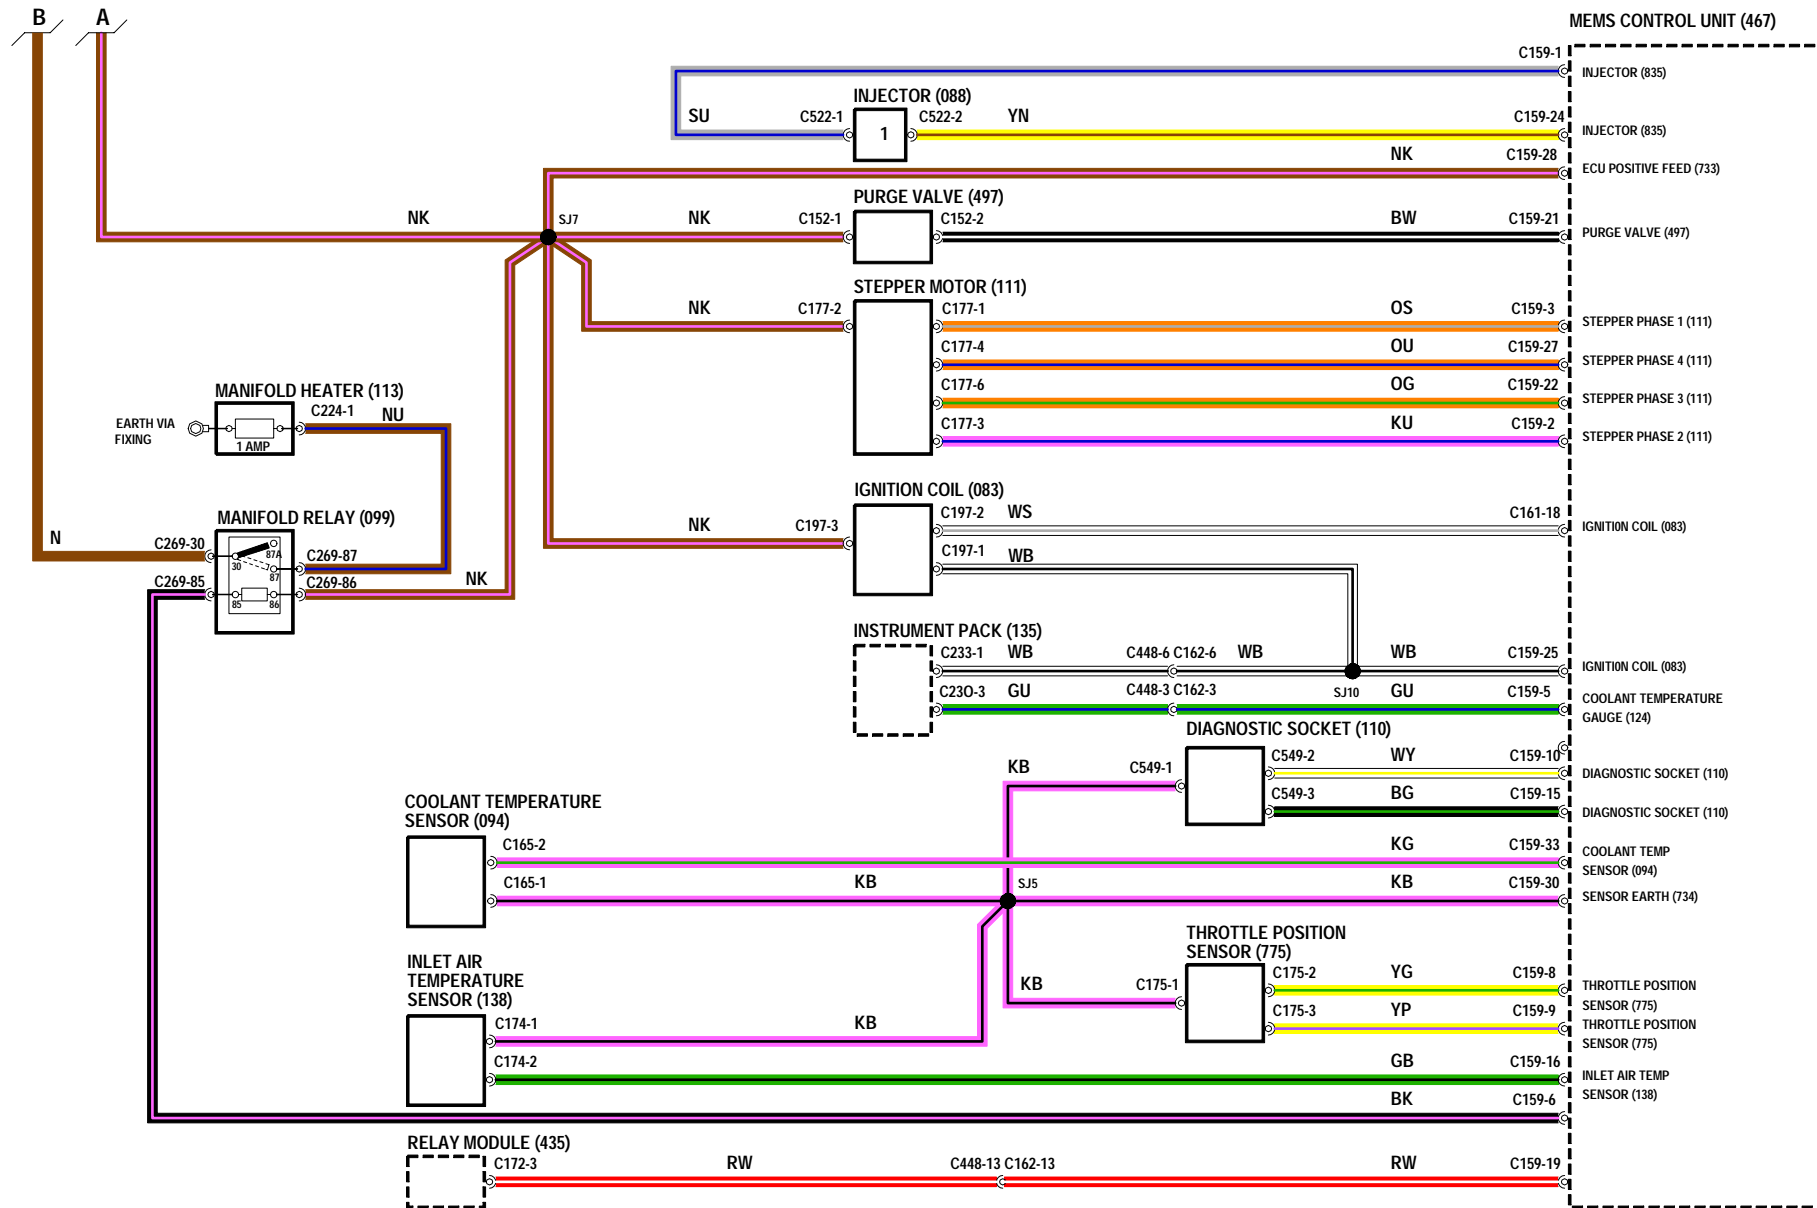 B
A
MEMS CONTROL UNIT (467)
C159-1
INJECTOR (835)
INJECTOR (088)
SU
C522-1
1
C522-2
YN
C159-24
INJECTOR (835)
NK
C159-28
ECU POSITIVE FEED (733)
PURGE VALVE (497)
NK
SJ7
NK
C152-1
C152-2
BW
C159-21
PURGE VALVE (497)
STEPPER MOTOR (111)
NK
C177-2
C177-1
OS
C159-3
STEPPER PHASE 1 (111)
C177-4
OU
C159-27
STEPPER PHASE 4 (111)
C177-6
OG
C159-22
STEPPER PHASE 3 (111)
C177-3
KU
C159-2
STEPPER PHASE 2 (111)
MANIFOLD HEATER (113)
C224-1
NU
EARTH VIA
FIXING
1 AMP
IGNITION COIL (083)
NK
C197-3
C197-2
WS
C161-18
IGNITI0N COIL (083)
C197-1
WB
MANIFOLD RELAY (099)
N
C269-30
87A
30
87
C269-87
C269-85
85
86
C269-86
NK
INSTRUMENT PACK (135)
C233-1
WB
C448-6 C162-6
WB
WB
C159-25
IGNITI0N COIL (083)
C230-3
GU
C448-3 C162-3
SJ10
GU
C159-5
COOLANT TEMPERATURE
GAUGE (124)
DIAGNOSTIC SOCKET (110)
KB
C549-1
C549-2
WY
C159-10
DIAGNOSTIC SOCKET (110)
C549-3
BG
C159-15
DIAGNOSTIC SOCKET (110)
COOLANT TEMPERATURE
SENSOR (094)
C165-2
KG
C159-33
COOLANT TEMP
SENSOR (094)
C165-1
KB
SJ5
KB
C159-30
SENSOR EARTH (734)
THROTTLE POSITION
SENSOR (775)
KB
C175-1
C175-2
YG
C159-8
THROTTLE POSITION
SENSOR (775)
C175-3
YP
C159-9
THROTTLE POSITION
SENSOR (775)
INLET AIR
TEMPERATURE
SENSOR (138)
C174-1
KB
C174-2
GB
C159-16
INLET AIR TEMP
SENSOR (138)
BK
C159-6
RELAY MODULE (435)
C172-3
RW
C448-13 C162-13
RW
C159-19